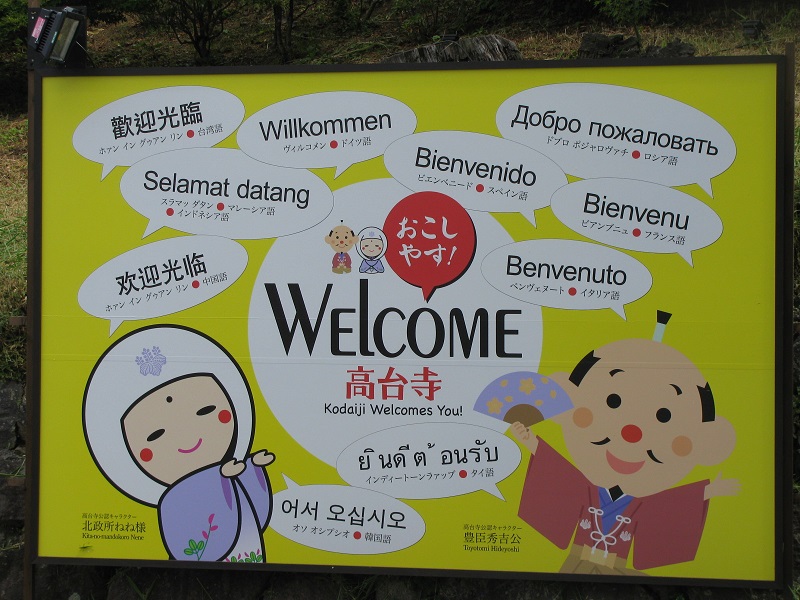 歡迎光臨
ホァン イン グゥアン リン ● 台湾語
Willkommen
ヴィルコメン ● ドイツ語
Добро пожаловать
ドブロ ポジャロヴァチ ● ロシア語
Selamat datang
スラマッ ダタン ● マレーシア語
● インドネシア語
Bienvenido
ビエンベニード ● スペイン語
Bienvenu
ビアンブニュ ● フランス語
欢迎光临
ホァン イン グゥアン リン ● 中国語
おこし
やす!
Benvenuto
ベンヴェヌート ● イタリア語
WELCOME
高台寺
Kodaiji Welcomes You!
ยินดีต้อนรับ
インディートーンラァップ ● タイ語
어서 오십시오
オソ オシプシオ ● 韓国語
高台寺公認キャラクター
北政所ねね様
Kita-no-mandokoro Nene
高台寺公認キャラクター
豊臣秀吉公
Toyotomi Hideyoshi